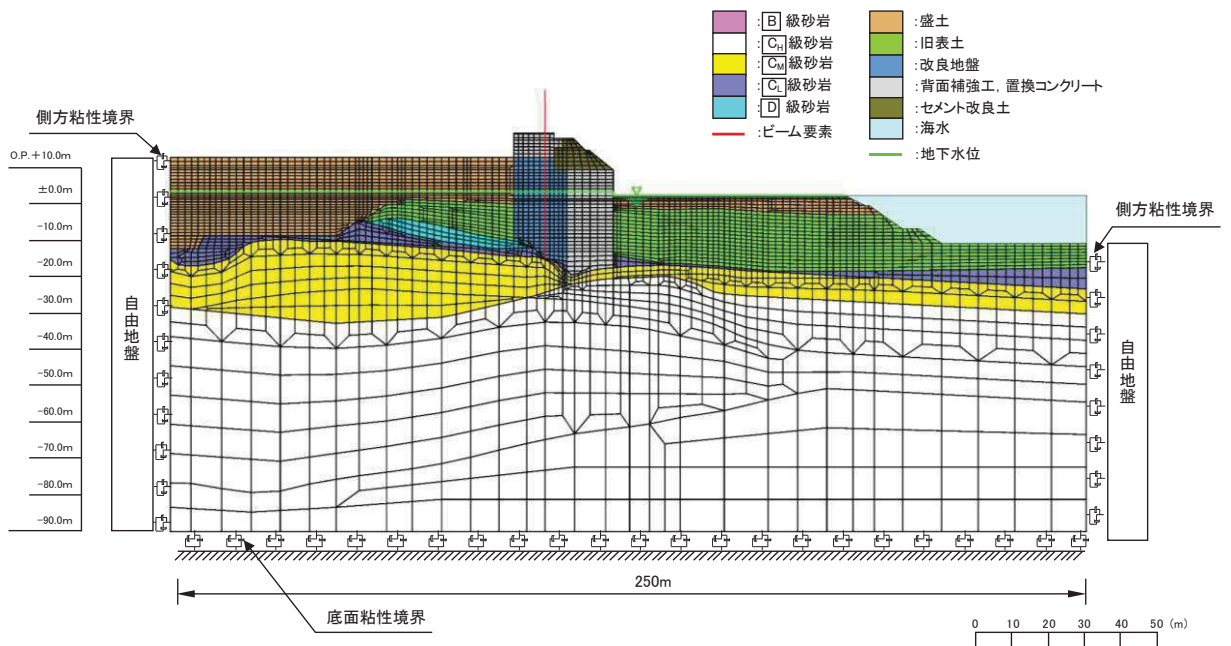 :B 級砂岩
:CH級砂岩
:CM級砂岩
:CL級砂岩
:D 級砂岩
:ビーム要素
:盛土
:旧表土
:改良地盤
:背面補強工,置換コンクリート
:セメント改良土
:海水
:地下水位
側方粘性境界
O.P.+10.0m
±0.0m
-10.0m
-20.0m
-30.0m
-40.0m
-50.0m
-60.0m
-70.0m
-80.0m
-90.0m
自由地盤
側方粘性境界
自由地盤
250m
底面粘性境界
0 10 20 30 40 50 (m)